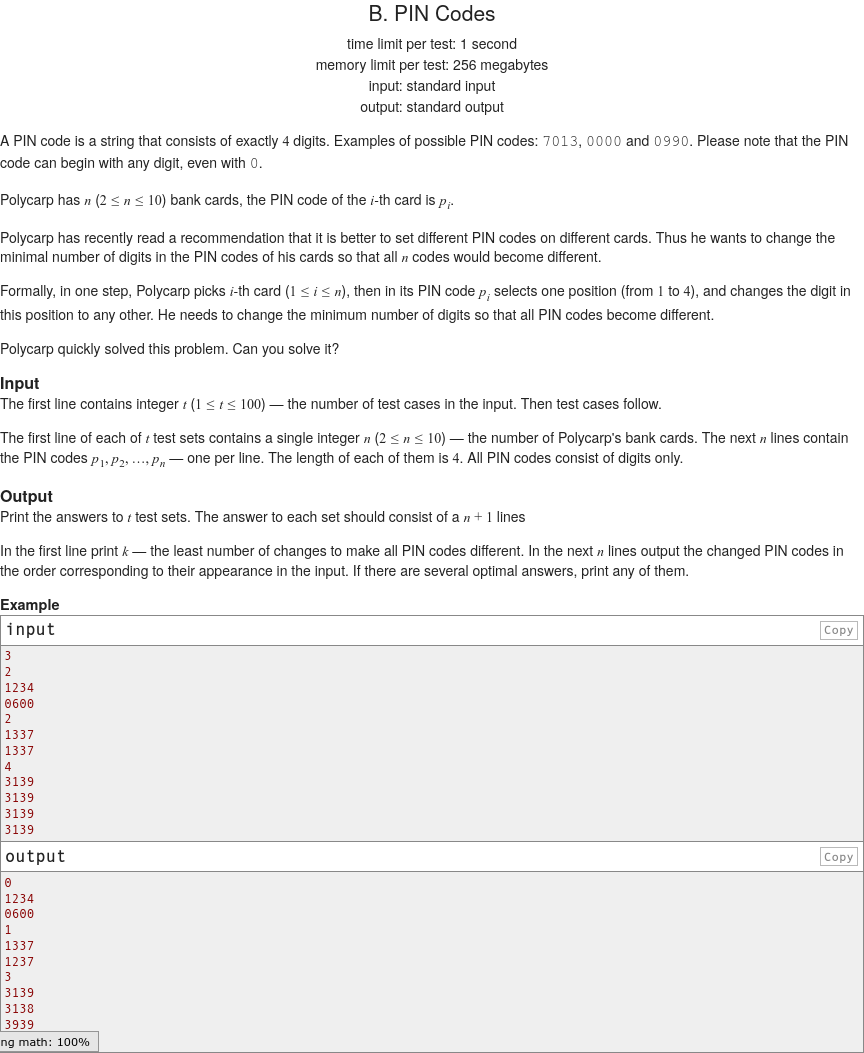 B. PIN Codes
time limit per test: 1 second
memory limit per test: 256 megabytes
input: standard input
output: standard output
A PIN code is a string that consists of exactly 4 digits. Examples of possible PIN codes: 7013, 0000 and 0990. Please note that the PIN
code can begin with any digit, even with 0.
Polycarp has n (2 ≤ n ≤ 10) bank cards, the PIN code of the i-th card is p_i.
Polycarp has recently read a recommendation that it is better to set different PIN codes on different cards. Thus he wants to change the
minimal number of digits in the PIN codes of his cards so that all n codes would become different.
Formally, in one step, Polycarp picks i-th card (1 ≤ i ≤ n), then in its PIN code p_i selects one position (from 1 to 4), and changes the digit in
this position to any other. He needs to change the minimum number of digits so that all PIN codes become different.
Polycarp quickly solved this problem. Can you solve it?
Input
The first line contains integer t (1 ≤ t ≤ 100) — the number of test cases in the input. Then test cases follow.
The first line of each of t test sets contains a single integer n (2 ≤ n ≤ 10) — the number of Polycarp's bank cards. The next n lines contain
the PIN codes p_1, p_2, …, p_n — one per line. The length of each of them is 4. All PIN codes consist of digits only.
Output
Print the answers to t test sets. The answer to each set should consist of a n + 1 lines
In the first line print k — the least number of changes to make all PIN codes different. In the next n lines output the changed PIN codes in
the order corresponding to their appearance in the input. If there are several optimal answers, print any of them.
Example
input Copy
3
2
1234
0600
2
1337
1337
4
3139
3139
3139
3139
output Copy
0
1234
0600
1
1337
1237
3
3139
3138
3939
ng math: 100%